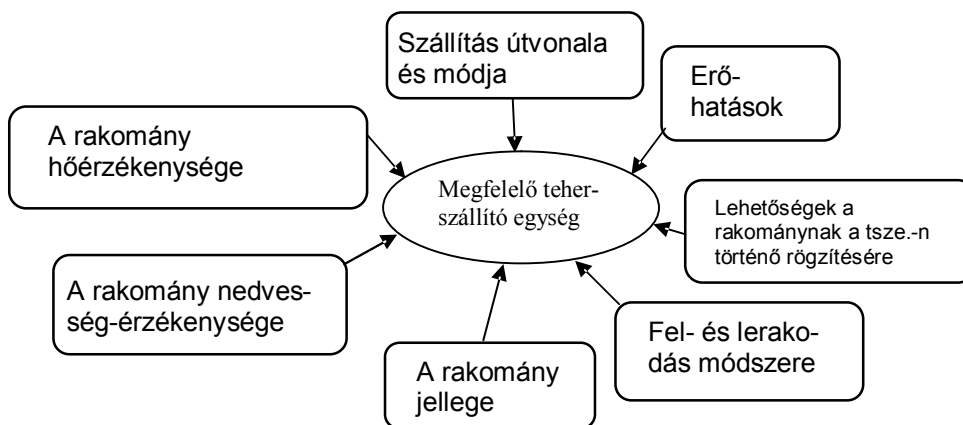 Szállítás útvonala
és módja
Erő-
hatások
A rakomány
hőérzékenysége
Megfelelő teher-
szállító egység
Lehetőségek a
rakománynak a tsze.-n
történő rögzítésére
A rakomány nedves-
ség-érzékenysége
Fel- és lerako-
dás módszere
A rakomány
jellege